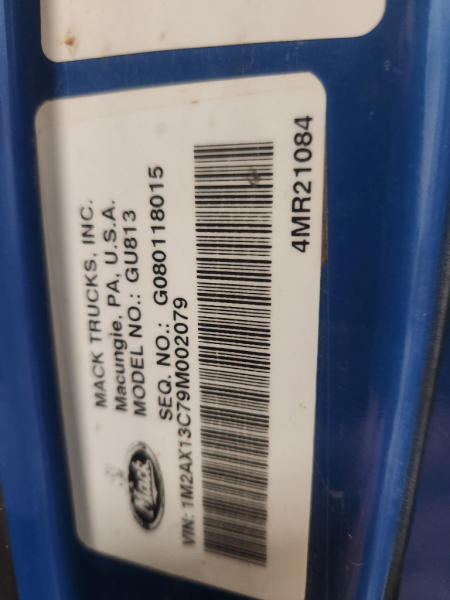 Mack
MACK TRUCKS, INC.
Macungie, PA, U.S.A.
MODEL NO.: GU813
SEQ. NO.: G080118015
VIN: 1M2AX13C79M002079
4MR21084